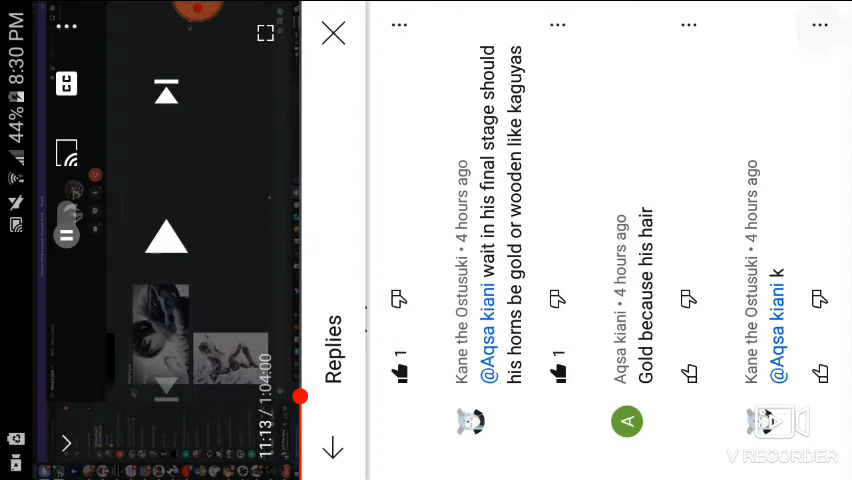 44% 8:30 PM
CC
11:13 / 1:04:00
Replies
1
Kane the Ostusuki • 4 hours ago
@Aqsa kiani wait in his final stage should
his horns be gold or wooden like kaguyas
1
Aqsa kiani • 4 hours ago
A
Gold because his hair
Kane the Ostusuki • 4 hours ago
@Aqsa kiani k
V RECORDER